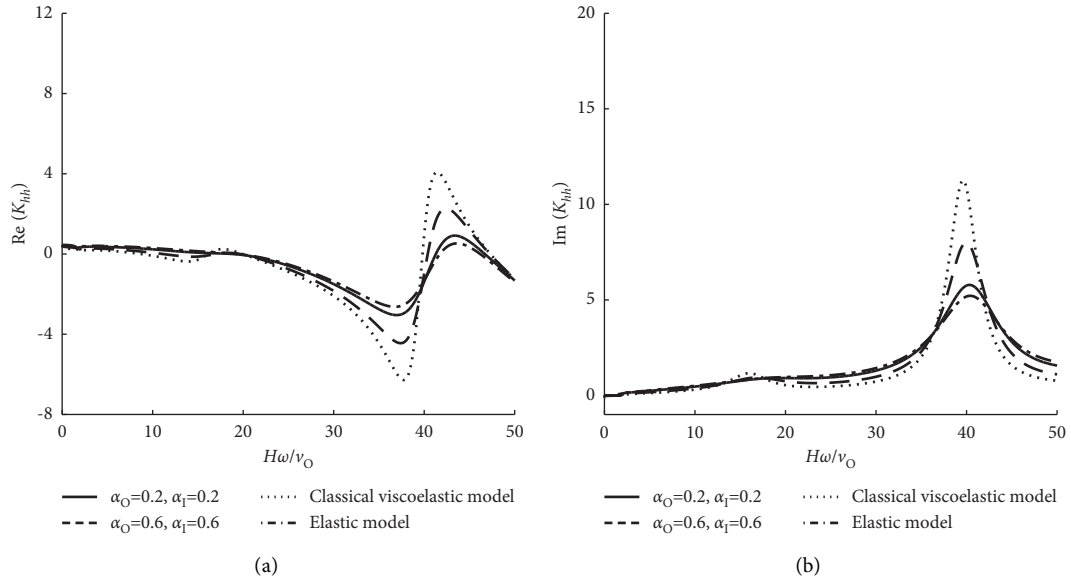 12
8
4
0
-4
-8
Re (K_hh)
0 10 20 30 40 50
Hω/v_O
α_O=0.2, α_I=0.2
α_O=0.6, α_I=0.6
Classical viscoelastic model
Elastic model
(a)
20
15
10
5
0
Im (K_hh)
0 10 20 30 40 50
Hω/v_O
α_O=0.2, α_I=0.2
α_O=0.6, α_I=0.6
Classical viscoelastic model
Elastic model
(b)